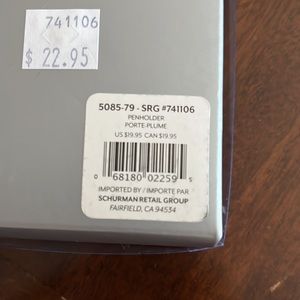 741106
$ 22.95
5085-79 - SRG #741106
PENHOLDER
PORTE-PLUME
US $19.95 CAN $19.95
0 68180 02259 5
IMPORTED BY / IMPORTE PAR
SCHURMAN RETAIL GROUP
FAIRFIELD, CA 94534